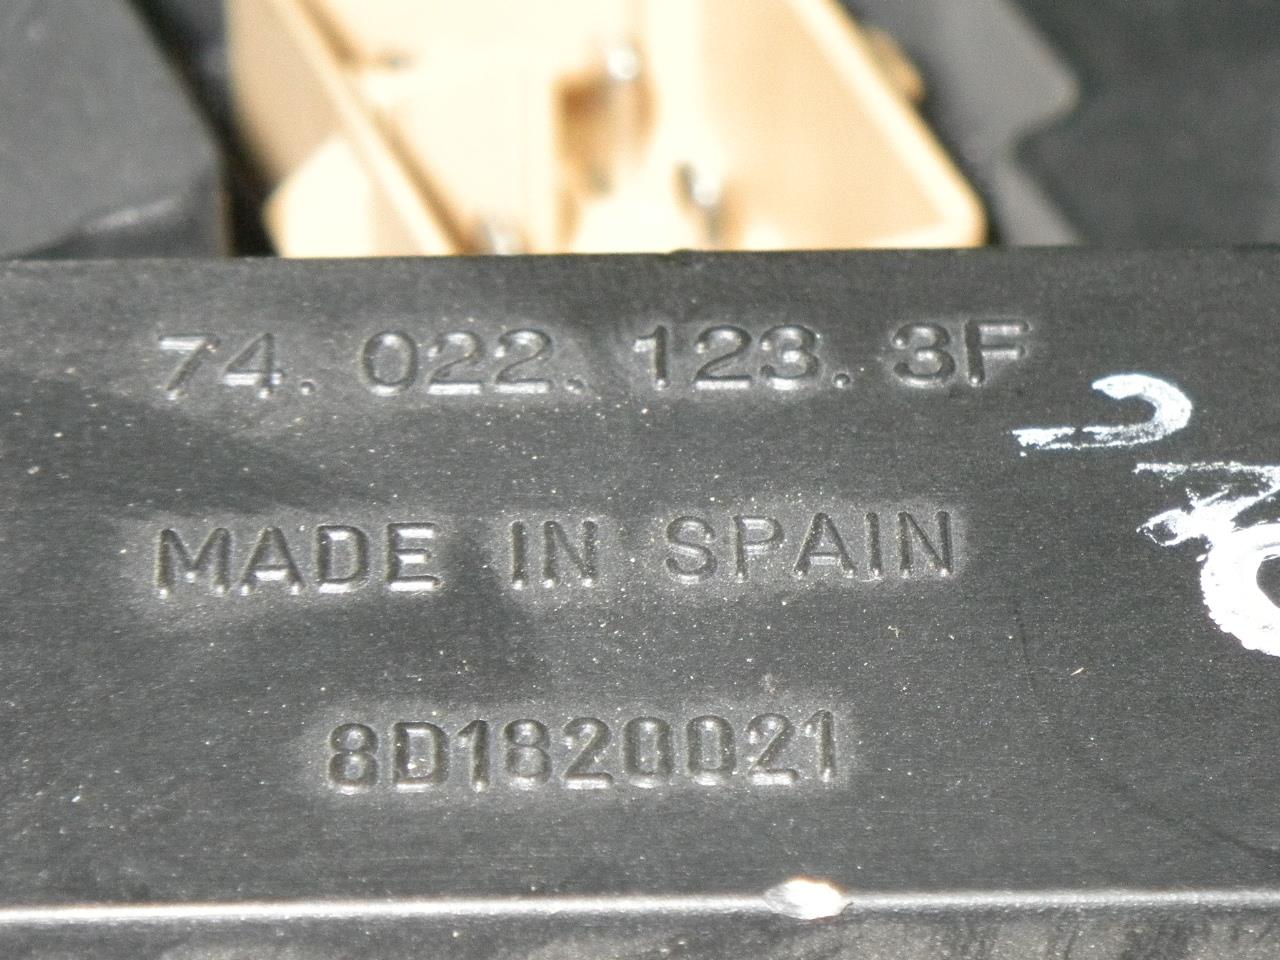 74. 022. 123. 3F
MADE IN SPAIN
8D1820021